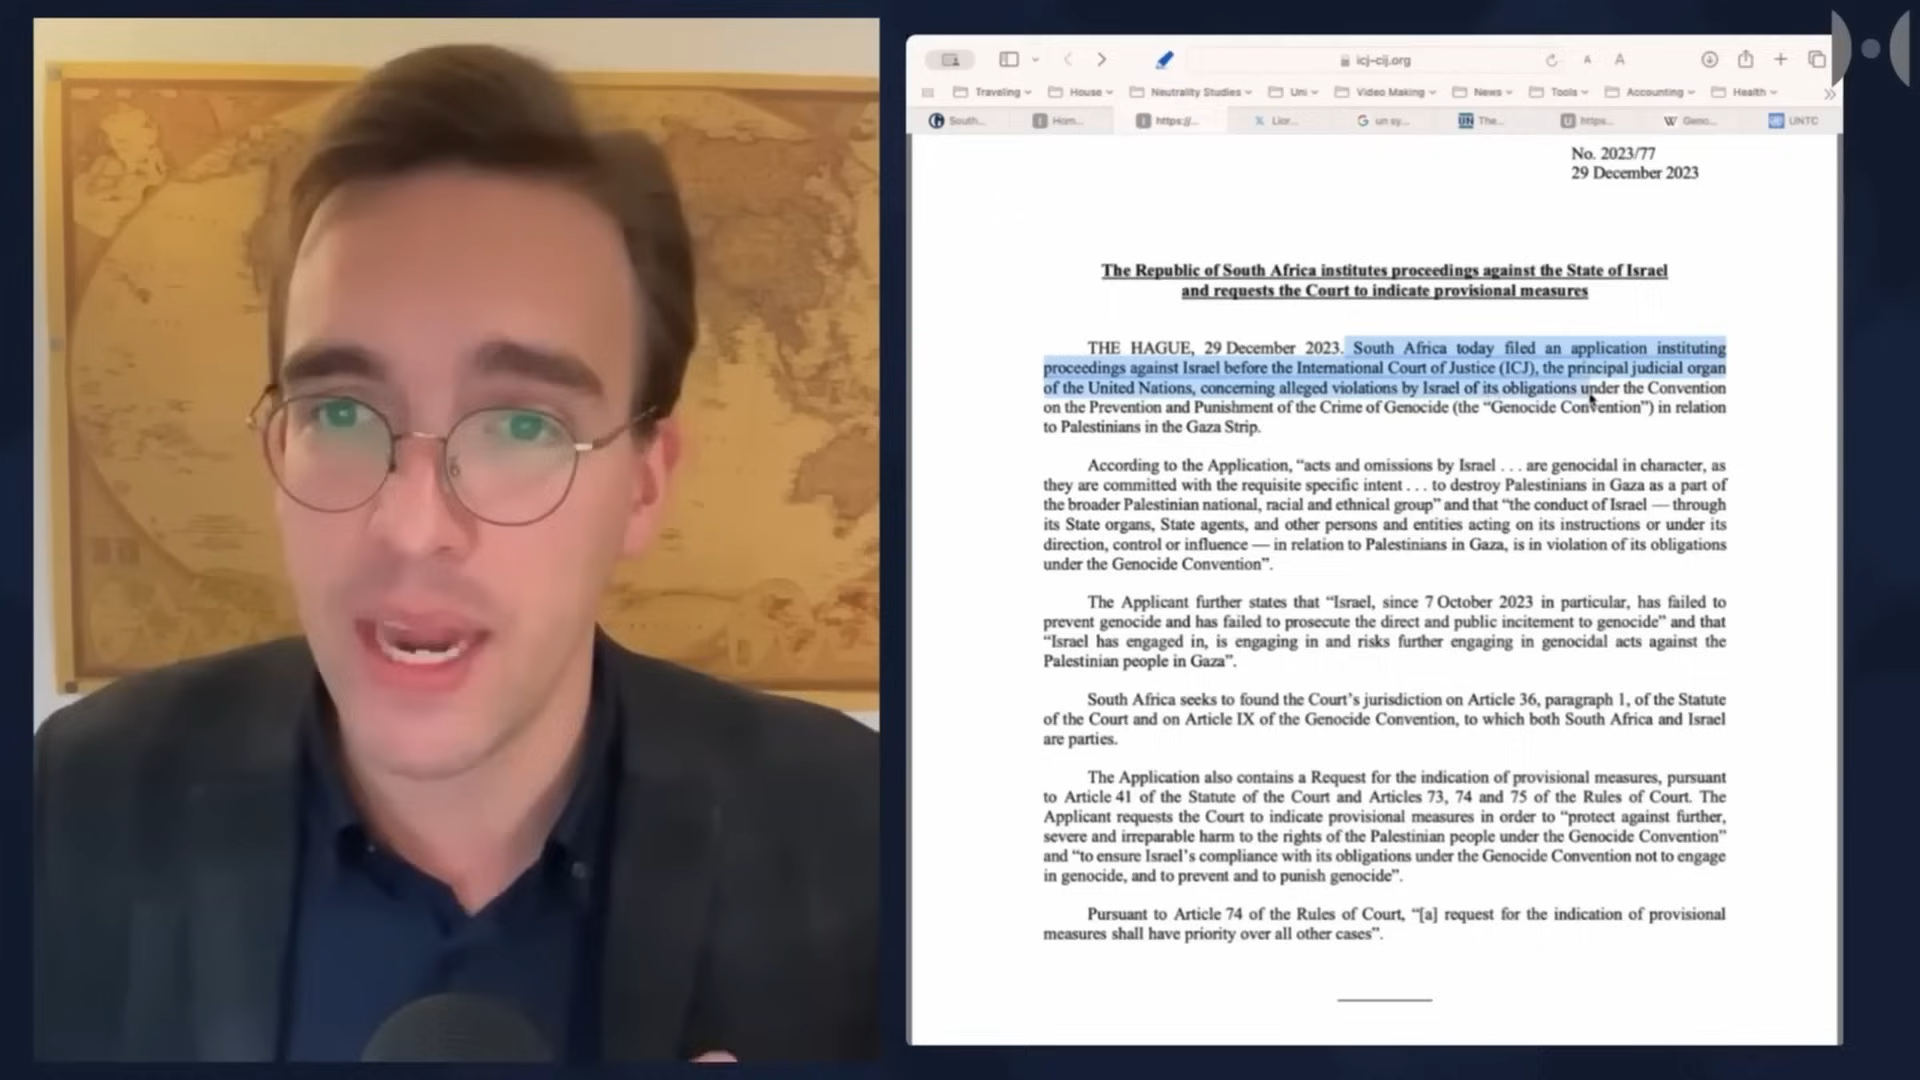 icj-cij.org
A A
Traveling House Neutrality Studies Uni Video Making News Tools Accounting Health
South... Hom... https://... Lior... un sy... The... https... Geno... UNTC
No. 2023/77
29 December 2023
The Republic of South Africa institutes proceedings against the State of Israel
and requests the Court to indicate provisional measures
THE HAGUE, 29 December 2023. South Africa today filed an application instituting
proceedings against Israel before the International Court of Justice (ICJ), the principal judicial organ
of the United Nations, concerning alleged violations by Israel of its obligations under the Convention
on the Prevention and Punishment of the Crime of Genocide (the “Genocide Convention”) in relation
to Palestinians in the Gaza Strip.
According to the Application, “acts and omissions by Israel . . . are genocidal in character, as
they are committed with the requisite specific intent . . . to destroy Palestinians in Gaza as a part of
the broader Palestinian national, racial and ethnical group” and that “the conduct of Israel — through
its State organs, State agents, and other persons and entities acting on its instructions or under its
direction, control or influence — in relation to Palestinians in Gaza, is in violation of its obligations
under the Genocide Convention”.
The Applicant further states that “Israel, since 7 October 2023 in particular, has failed to
prevent genocide and has failed to prosecute the direct and public incitement to genocide” and that
“Israel has engaged in, is engaging in and risks further engaging in genocidal acts against the
Palestinian people in Gaza”.
South Africa seeks to found the Court’s jurisdiction on Article 36, paragraph 1, of the Statute
of the Court and on Article IX of the Genocide Convention, to which both South Africa and Israel
are parties.
The Application also contains a Request for the indication of provisional measures, pursuant
to Article 41 of the Statute of the Court and Articles 73, 74 and 75 of the Rules of Court. The
Applicant requests the Court to indicate provisional measures in order to “protect against further,
severe and irreparable harm to the rights of the Palestinian people under the Genocide Convention”
and “to ensure Israel’s compliance with its obligations under the Genocide Convention not to engage
in genocide, and to prevent and to punish genocide”.
Pursuant to Article 74 of the Rules of Court, “[a] request for the indication of provisional
measures shall have priority over all other cases”.